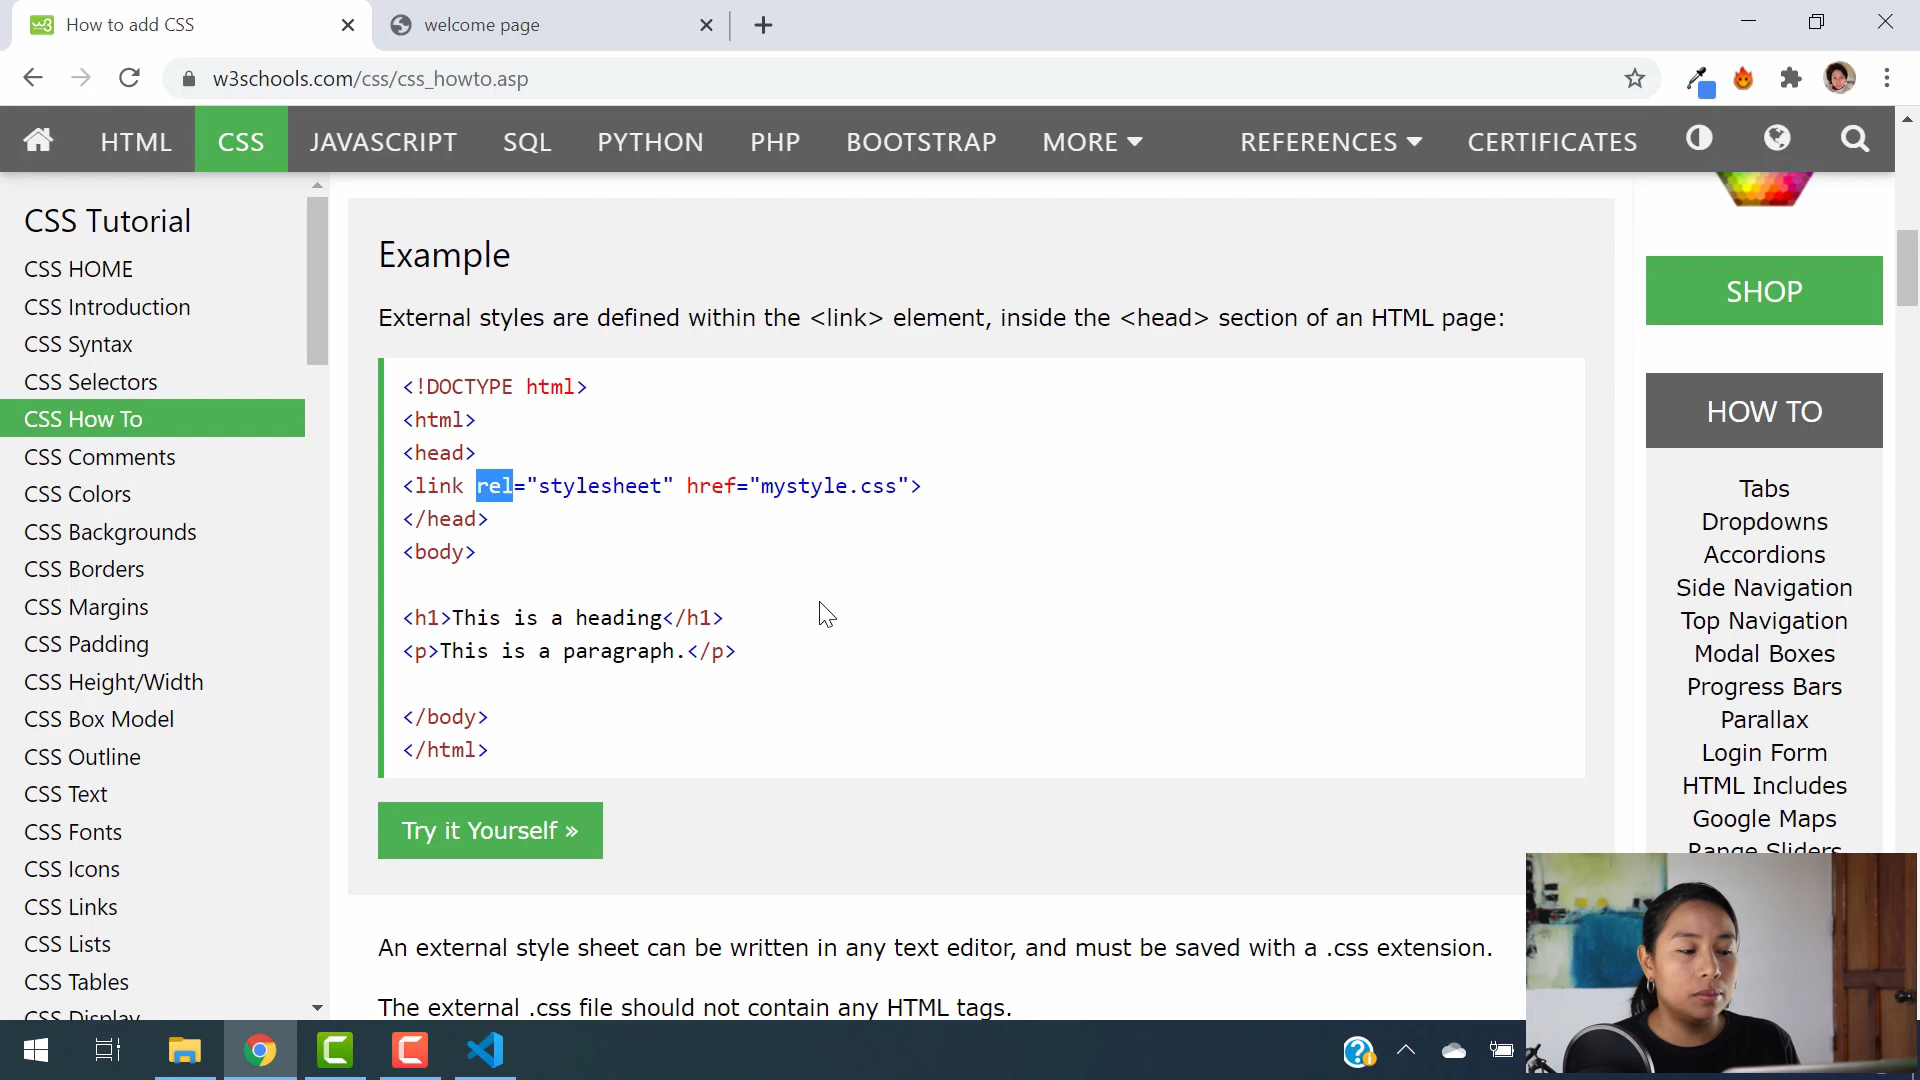 How to add CSS
welcome page
w3schools.com/css/css_howto.asp
HTML CSS JAVASCRIPT SQL PYTHON PHP BOOTSTRAP MORE REFERENCES CERTIFICATES
CSS Tutorial
CSS HOME
CSS Introduction
CSS Syntax
CSS Selectors
CSS How To
CSS Comments
CSS Colors
CSS Backgrounds
CSS Borders
CSS Margins
CSS Padding
CSS Height/Width
CSS Box Model
CSS Outline
CSS Text
CSS Fonts
CSS Icons
CSS Links
CSS Lists
CSS Tables
CSS Display
Example
External styles are defined within the <link> element, inside the <head> section of an HTML page:
<!DOCTYPE html>
<html>
<head>
<link rel="stylesheet" href="mystyle.css">
</head>
<body>
<h1>This is a heading</h1>
<p>This is a paragraph.</p>
</body>
</html>
Try it Yourself »
An external style sheet can be written in any text editor, and must be saved with a .css extension.
The external .css file should not contain any HTML tags.
SHOP
HOW TO
Tabs
Dropdowns
Accordions
Side Navigation
Top Navigation
Modal Boxes
Progress Bars
Parallax
Login Form
HTML Includes
Google Maps
Range Sliders